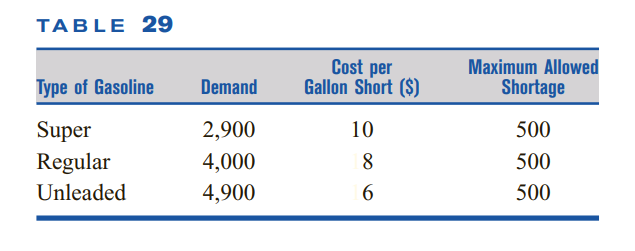 TABLE 29
Type of Gasoline Demand Cost per Gallon Short ($) Maximum Allowed Shortage
Super 2,900 10 500
Regular 4,000 8 500
Unleaded 4,900 6 500